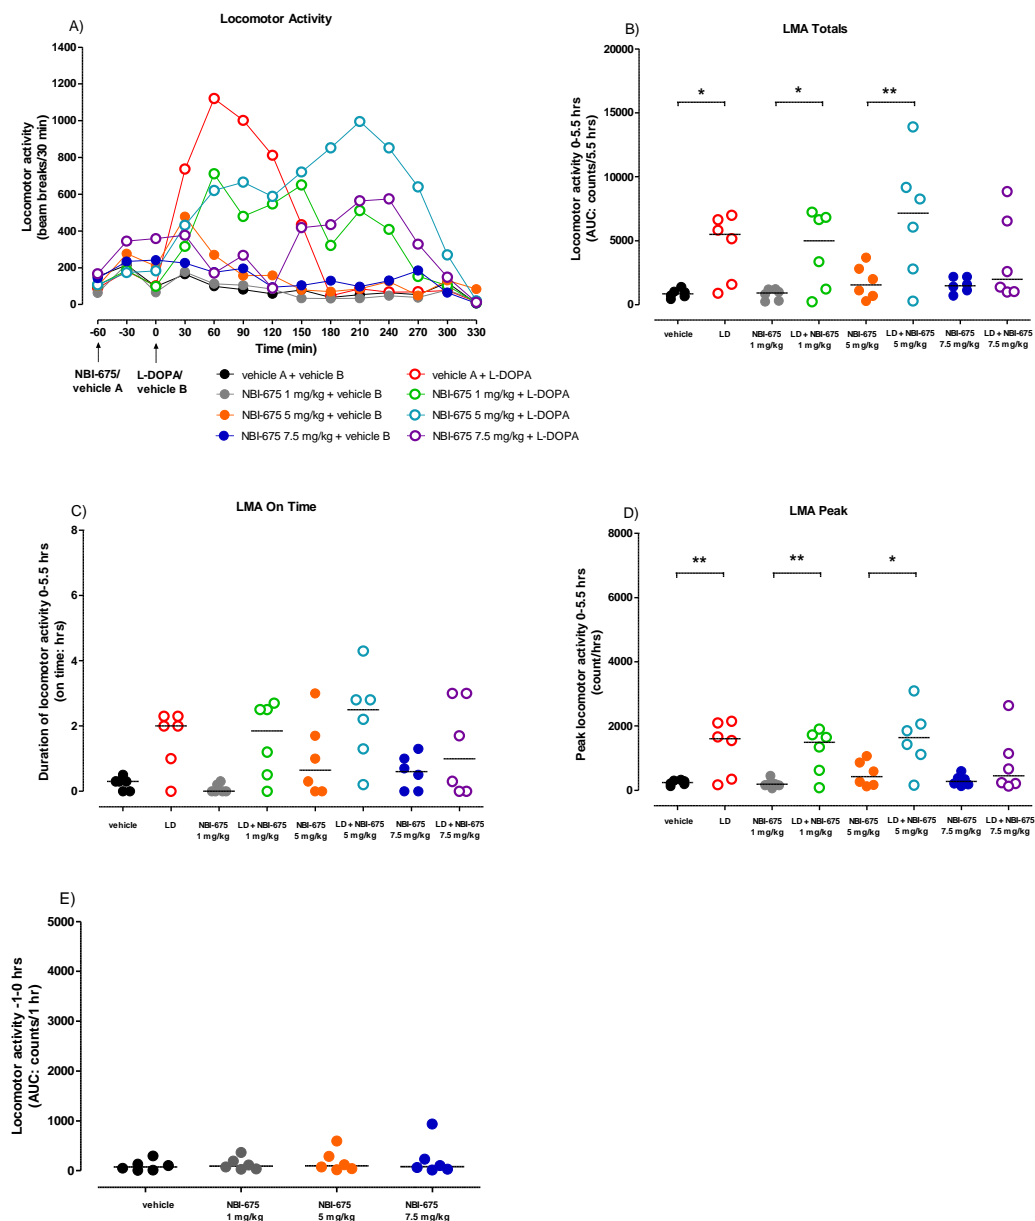 A)
Locomotor Activity
Locomotor activity
(beam breaks/30 min)
1400
1200
1000
800
600
400
200
0
-60 -30 0 30 60 90 120 150 180 210 240 270 300 330
Time (min)
NBI-675/
vehicle A
L-DOPA/
vehicle B
vehicle A + vehicle B
vehicle A + L-DOPA
NBI-675 1 mg/kg + vehicle B
NBI-675 1 mg/kg + L-DOPA
NBI-675 5 mg/kg + vehicle B
NBI-675 5 mg/kg + L-DOPA
NBI-675 7.5 mg/kg + vehicle B
NBI-675 7.5 mg/kg + L-DOPA
B)
LMA Totals
Locomotor activity 0-5.5 hrs
(AUC: counts/5.5 hrs)
20000
15000
10000
5000
0
* * **
vehicle LD NBI-675 LD + NBI-675 NBI-675 LD + NBI-675 NBI-675 LD + NBI-675
1 mg/kg 1 mg/kg 5 mg/kg 5 mg/kg 7.5 mg/kg 7.5 mg/kg
C)
LMA On Time
Duration of locomotor activity 0-5.5 hrs
(on time: hrs)
8
6
4
2
0
vehicle LD NBI-675 LD + NBI-675 NBI-675 LD + NBI-675 NBI-675 LD + NBI-675
1 mg/kg 1 mg/kg 5 mg/kg 5 mg/kg 7.5 mg/kg 7.5 mg/kg
D)
LMA Peak
Peak locomotor activity 0-5.5 hrs
(count/hrs)
8000
6000
4000
2000
0
** ** *
vehicle LD NBI-675 LD + NBI-675 NBI-675 LD + NBI-675 NBI-675 LD + NBI-675
1 mg/kg 1 mg/kg 5 mg/kg 5 mg/kg 7.5 mg/kg 7.5 mg/kg
E)
Locomotor activity -1-0 hrs
(AUC: counts/1 hr)
5000
4000
3000
2000
1000
0
vehicle NBI-675 NBI-675 NBI-675
1 mg/kg 5 mg/kg 7.5 mg/kg